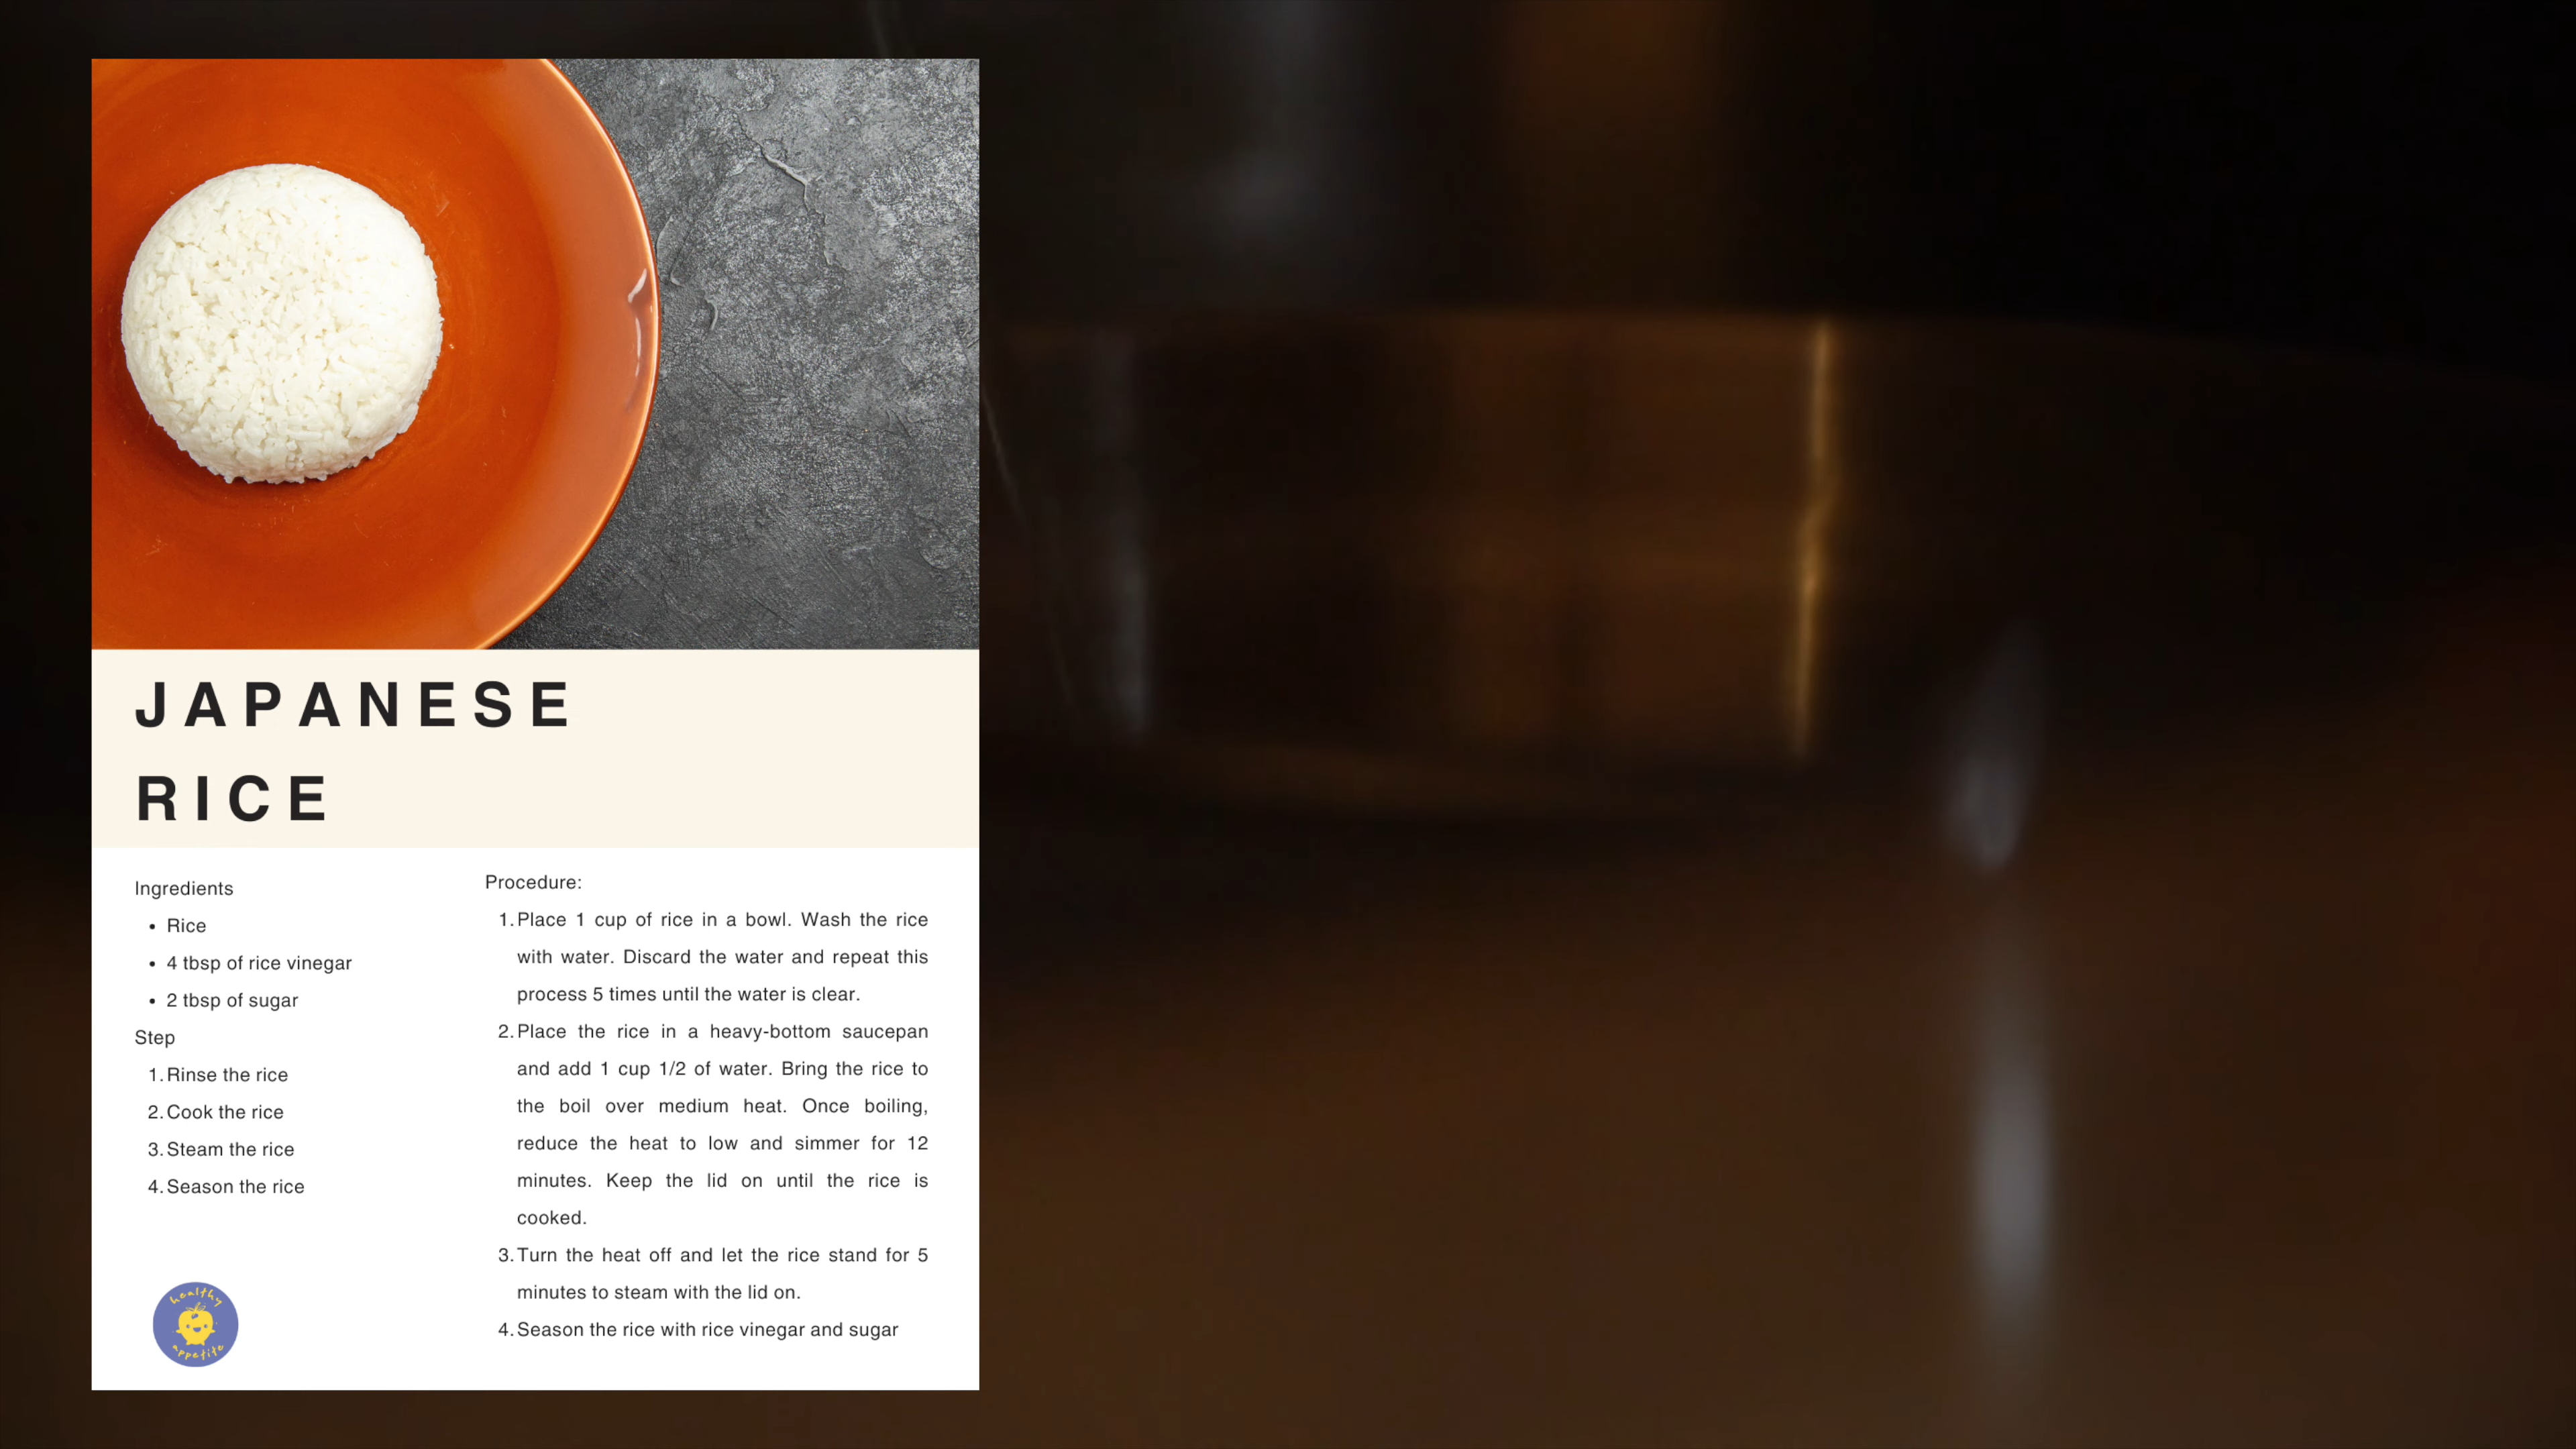 JAPANESE
RICE
Ingredients
• Rice
• 4 tbsp of rice vinegar
• 2 tbsp of sugar
Step
1. Rinse the rice
2. Cook the rice
3. Steam the rice
4. Season the rice
healthy
appetite
Procedure:
1. Place 1 cup of rice in a bowl. Wash the rice
with water. Discard the water and repeat this
process 5 times until the water is clear.
2. Place the rice in a heavy-bottom saucepan
and add 1 cup 1/2 of water. Bring the rice to
the boil over medium heat. Once boiling,
reduce the heat to low and simmer for 12
minutes. Keep the lid on until the rice is
cooked.
3. Turn the heat off and let the rice stand for 5
minutes to steam with the lid on.
4. Season the rice with rice vinegar and sugar